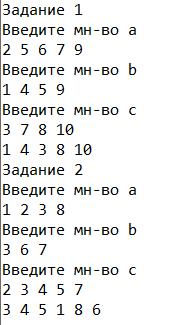 Задание 1
Введите мн-во a
2 5 6 7 9
Введите мн-во b
1 4 5 9
Введите мн-во c
3 7 8 10
1 4 3 8 10
Задание 2
Введите мн-во a
1 2 3 8
Введите мн-во b
3 6 7
Введите мн-во c
2 3 4 5 7
3 4 5 1 8 6